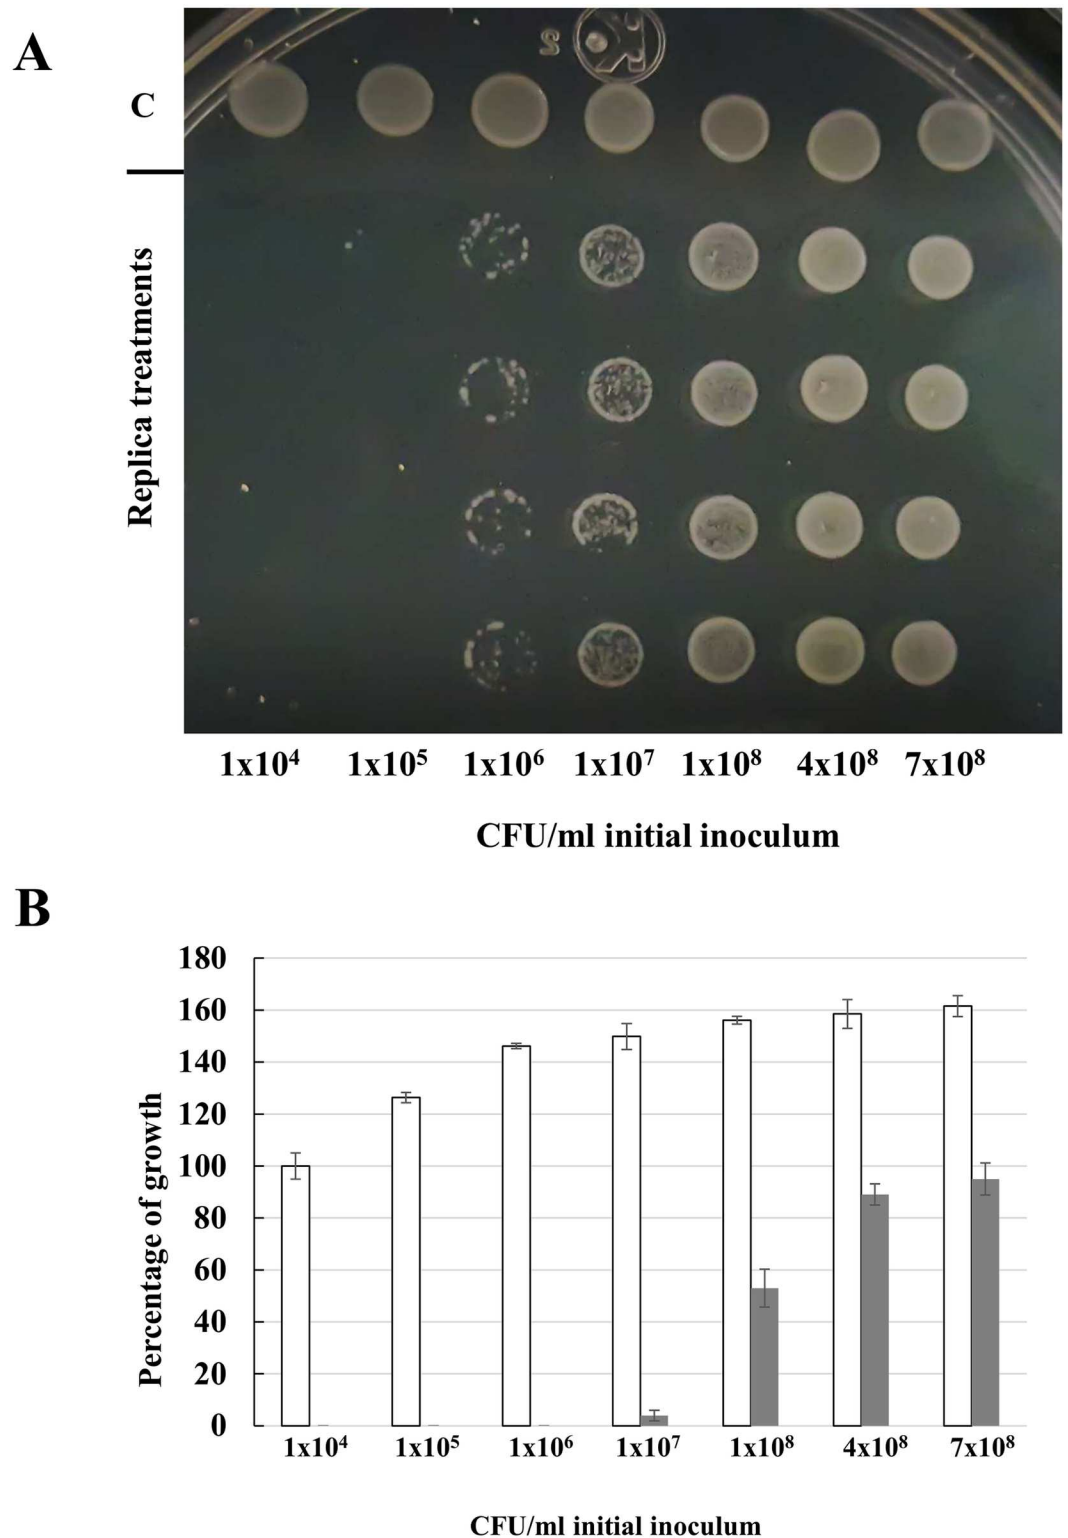 A
C
Replica treatments
1x10⁴ 1x10⁵ 1x10⁶ 1x10⁷ 1x10⁸ 4x10⁸ 7x10⁸
CFU/ml initial inoculum
B
Percentage of growth
180
160
140
120
100
80
60
40
20
0
1x10⁴ 1x10⁵ 1x10⁶ 1x10⁷ 1x10⁸ 4x10⁸ 7x10⁸
CFU/ml initial inoculum